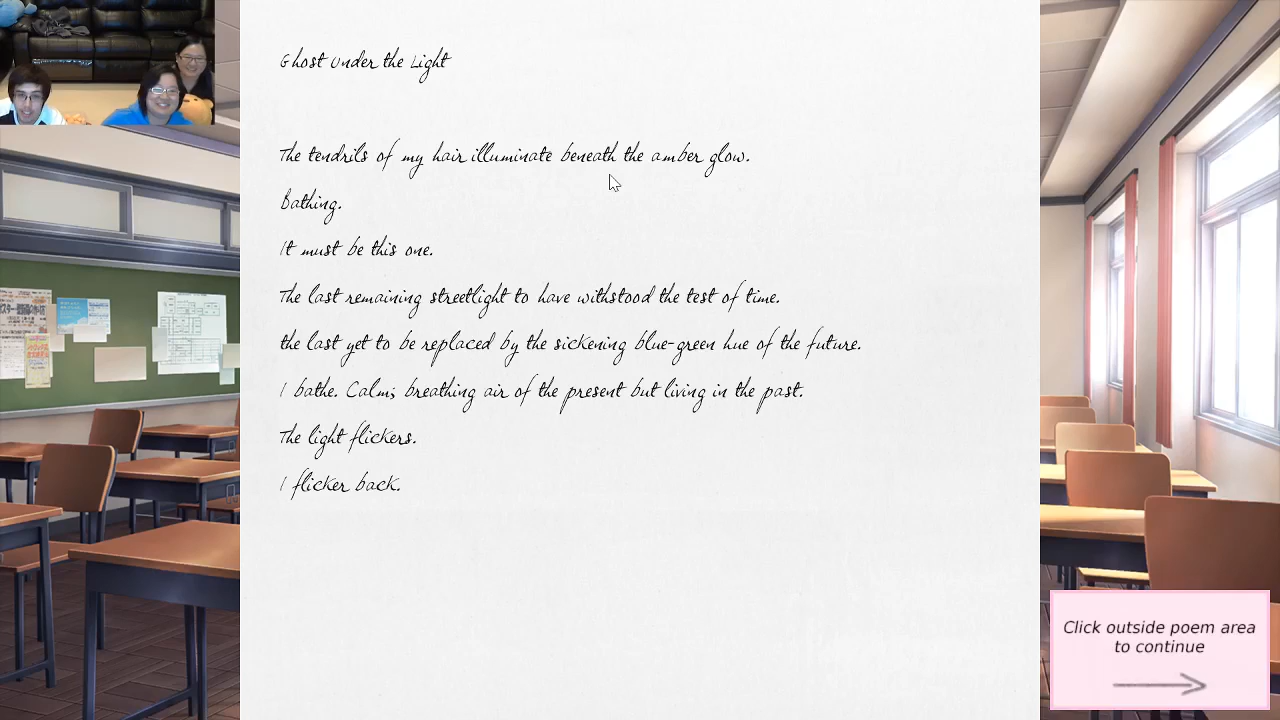 Ghost Under the Light
The tendrils of my hair illuminate beneath the amber glow.
Bathing.
It must be this one.
The last remaining streetlight to have withstood the test of time.
the last yet to be replaced by the sickening blue-green hue of the future.
I bathe. Calm; breathing air of the present but living in the past.
The light flickers.
I flicker back.
Click outside poem area
to continue